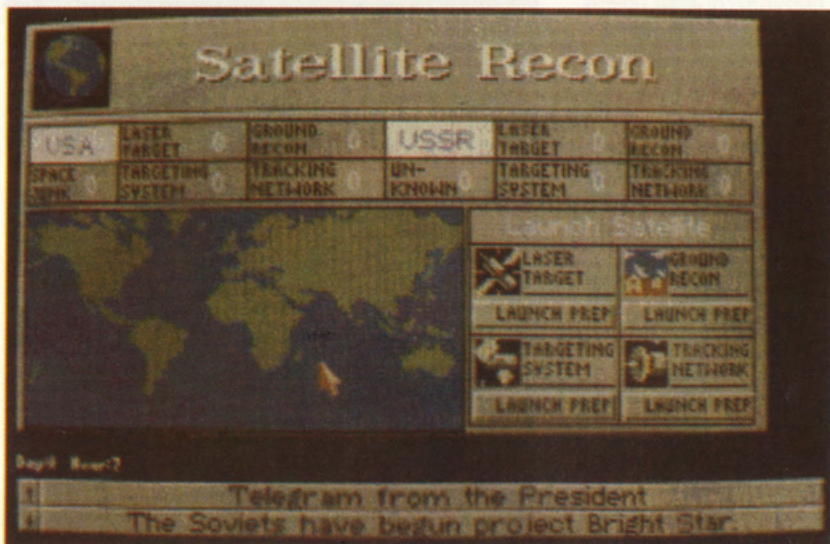 Satellite Recon
USA LASER TARGET 0 GROUND RECON 0 USSR LASER TARGET 0 GROUND RECON 0
SPACE JUNK 0 TARGETING SYSTEM 0 TRACKING NETWORK 0 UN-KNOWN 0 TARGETING SYSTEM 0 TRACKING NETWORK 0
Launch Satellite
LASER TARGET GROUND RECON
LAUNCH PREP LAUNCH PREP
TARGETING SYSTEM TRACKING NETWORK
LAUNCH PREP LAUNCH PREP
Telegram from the President
The Soviets have begun project Bright Star.